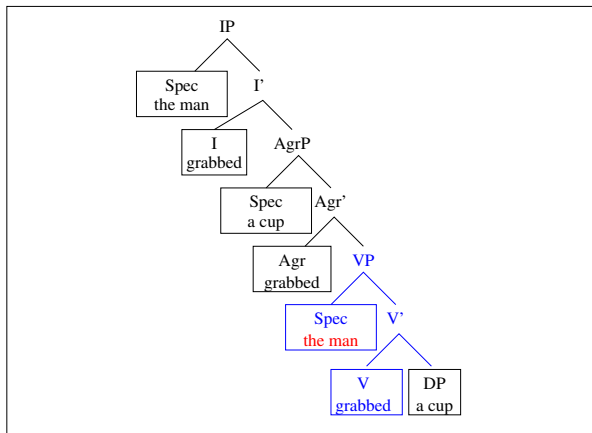 IP
Spec
the man
I'
I
grabbed
AgrP
Spec
a cup
Agr'
Agr
grabbed
VP
Spec
the man
V'
V
grabbed
DP
a cup